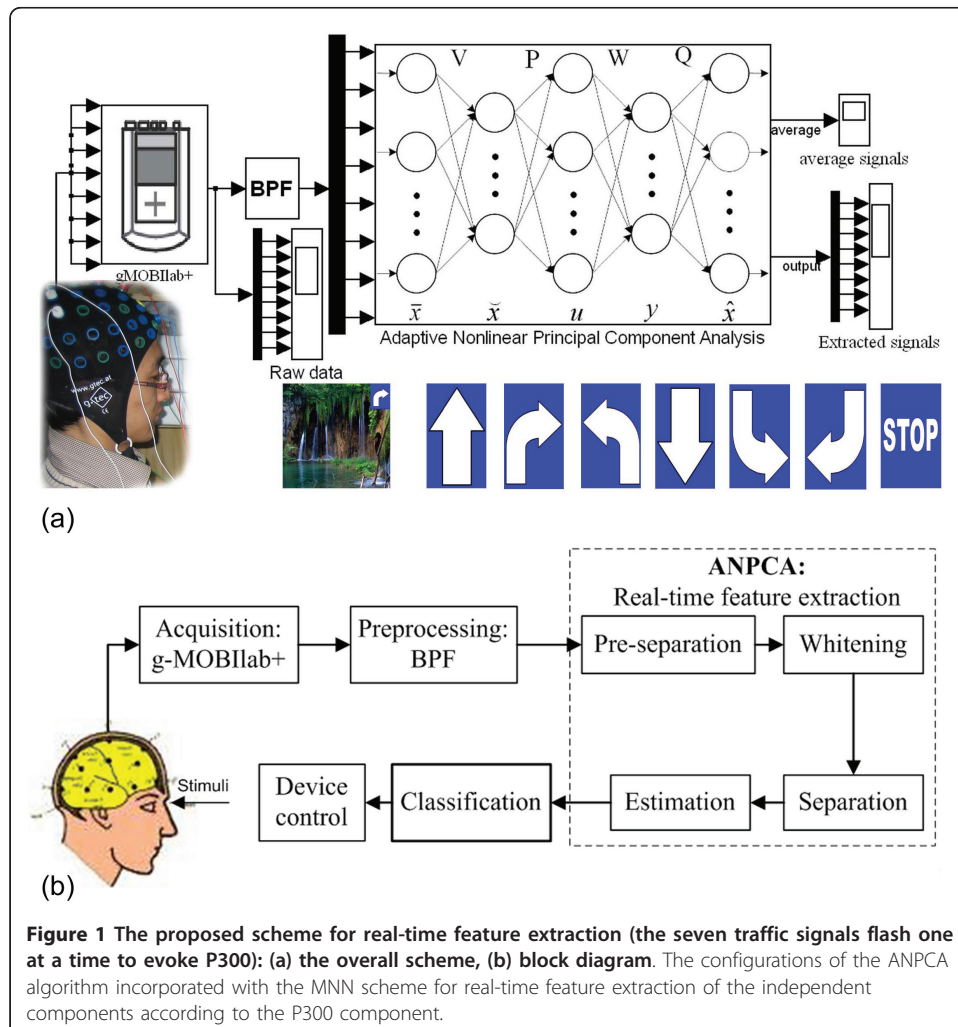 V P W Q
average
average signals
BPF
output
gMOBIlab+
x̄ x̆ u y x̂
Adaptive Nonlinear Principal Component Analysis
Extracted signals
Raw data
www.gtec.at
g.tec
STOP
(a)
ANPCA:
Real-time feature extraction
Acquisition:
g-MOBIlab+
Preprocessing:
BPF
Pre-separation
Whitening
Stimuli
Device
control
Classification
Estimation
Separation
(b)
Figure 1 The proposed scheme for real-time feature extraction (the seven traffic signals flash one
at a time to evoke P300): (a) the overall scheme, (b) block diagram. The configurations of the ANPCA
algorithm incorporated with the MNN scheme for real-time feature extraction of the independent
components according to the P300 component.